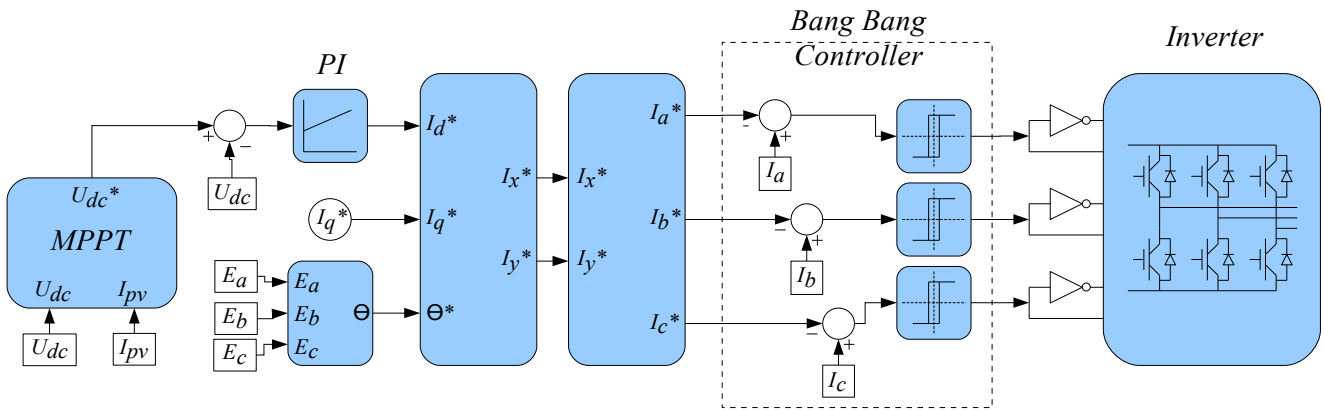 Bang Bang
Controller
Inverter
PI
U_dc*
MPPT
U_dc I_pv
U_dc
I_pv
+
−
U_dc
I_q*
E_a
E_b
E_c
E_a
E_b
E_c
Θ
I_d*
I_q*
Θ*
I_x*
I_y*
I_x*
I_y*
I_a*
I_b*
I_c*
-
+
I_a
−
+
I_b
−
+
I_c